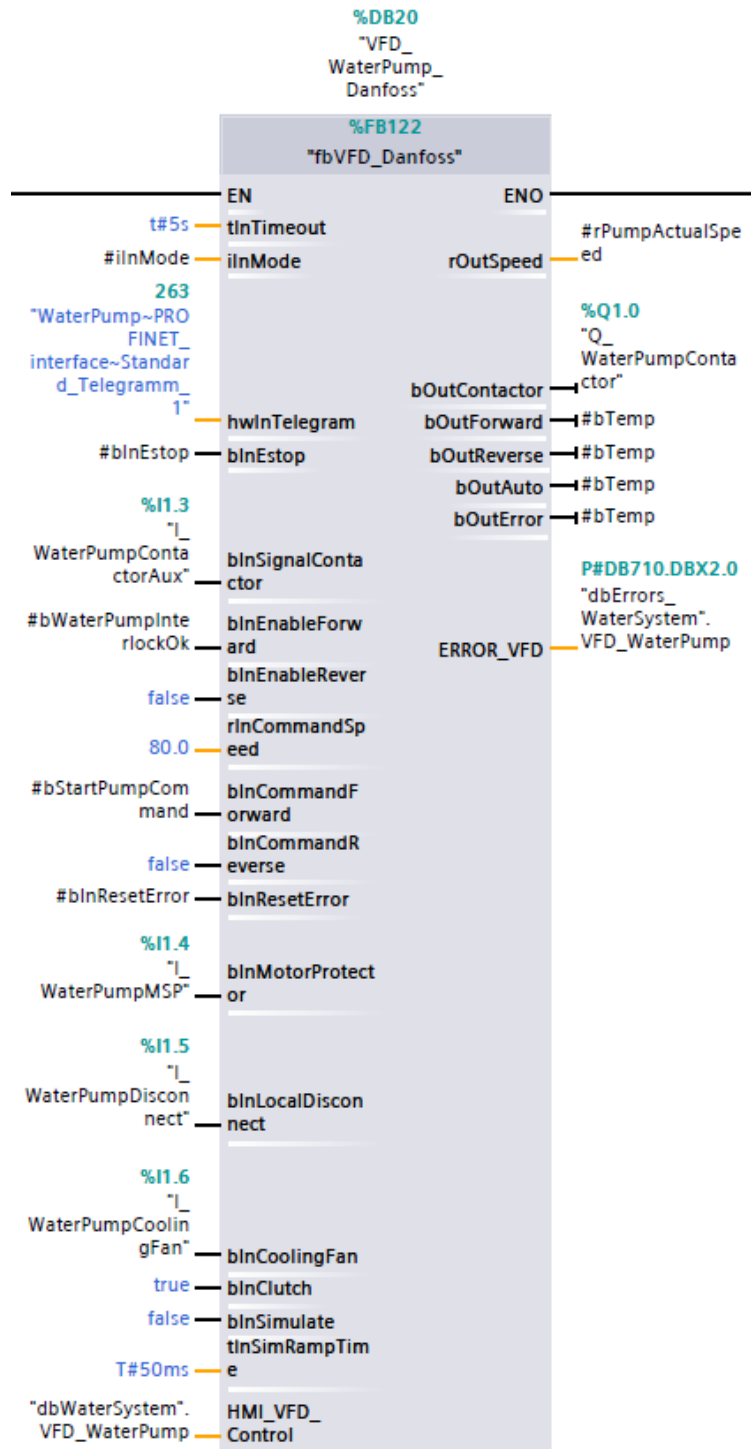 %DB20
"VFD_
WaterPump_
Danfoss"
%FB122
"fbVFD_Danfoss"
EN
ENO
t#5s
tInTimeout
#iInMode
iInMode
rOutSpeed
#rPumpActualSpe
ed
263
"WaterPump~PRO
FINET_
interface~Standar
d_Telegramm_
1"
hwInTelegram
%Q1.0
"Q_
WaterPumpConta
ctor"
bOutContactor
bOutForward
#bTemp
#bInEstop
bInEstop
bOutReverse
#bTemp
bOutAuto
#bTemp
bOutError
#bTemp
%I1.3
"I_
WaterPumpConta
ctorAux"
bInSignalConta
ctor
P#DB710.DBX2.0
"dbErrors_
WaterSystem".
VFD_WaterPump
ERROR_VFD
#bWaterPumpInte
rlockOk
bInEnableForw
ard
false
bInEnableRever
se
80.0
rInCommandSp
eed
#bStartPumpCom
mand
bInCommandF
orward
false
bInCommandR
everse
#bInResetError
bInResetError
%I1.4
"I_
WaterPumpMSP"
bInMotorProtect
or
%I1.5
"I_
WaterPumpDiscon
nect"
bInLocalDiscon
nect
%I1.6
"I_
WaterPumpCoolin
gFan"
bInCoolingFan
true
bInClutch
false
bInSimulate
T#50ms
tInSimRampTim
e
"dbWaterSystem".
VFD_WaterPump
HMI_VFD_
Control